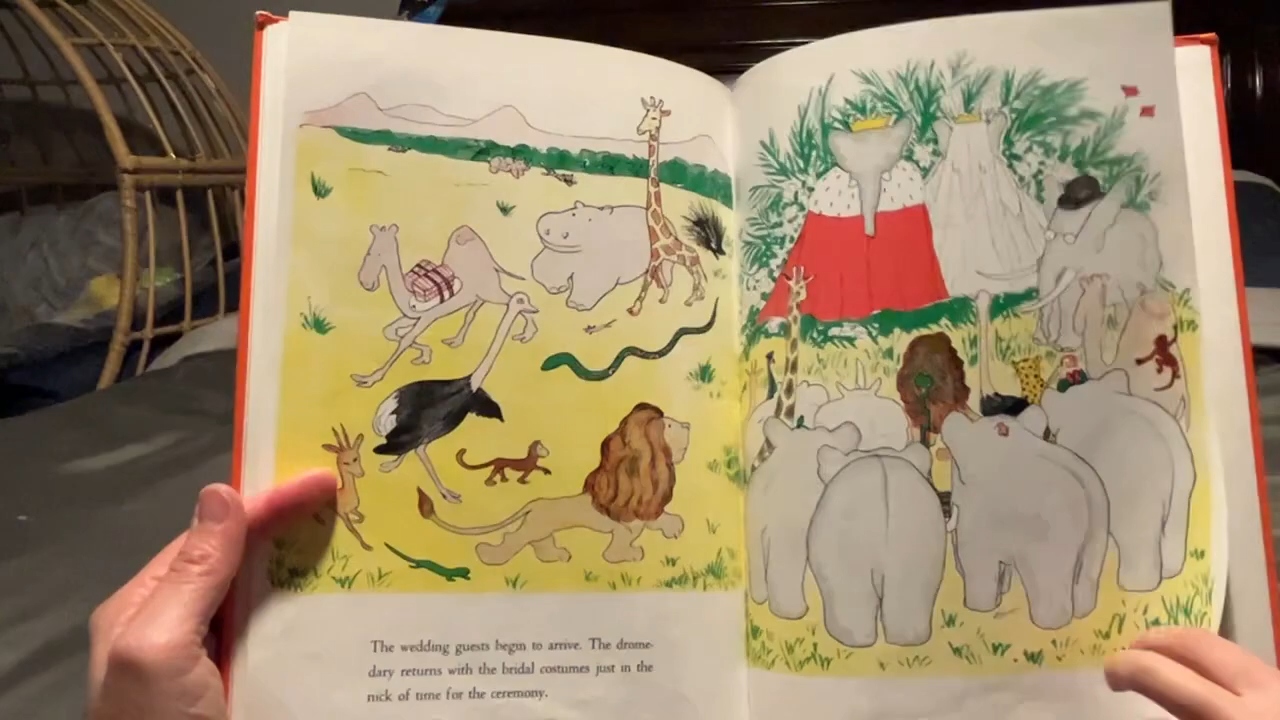 The wedding guests begin to arrive. The drome-
dary returns with the bridal costumes just in the
nick of time for the ceremony.